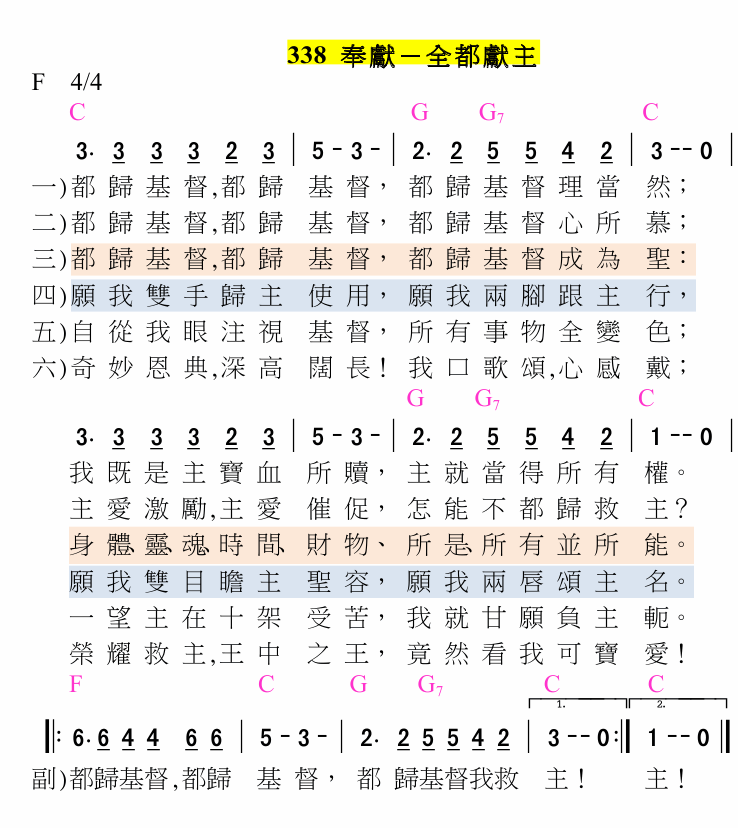 338 奉獻－全都獻主
F 4/4
C G G7 C
3. 3 3 3 2 3 | 5 - 3 - | 2. 2 5 5 4 2 | 3 - - 0 |
一)都歸基督,都歸基督，都歸基督理當然；
二)都歸基督,都歸基督，都歸基督心所慕；
三)都歸基督,都歸基督，都歸基督成為聖：
四)願我雙手歸主使用，願我兩腳跟主行，
五)自從我眼注視基督，所有事物全變色；
六)奇妙恩典,深高闊長！我口歌頌,心感戴；
G G7 C
3. 3 3 3 2 3 | 5 - 3 - | 2. 2 5 5 4 2 | 1 - - 0 |
我既是主寶血所贖，主就當得所有權。
主愛激勵,主愛催促，怎能不都歸救主？
身、體、靈、魂、時間、財物、所是、所有並所能。
願我雙目瞻主聖容，願我兩唇頌主名。
一望主在十架受苦，我就甘願負主軛。
榮耀救主,王中之王，竟然看我可寶愛！
F C G G7 C C
1. 2.
‖: 6. 6 4 4 6 6 | 5 - 3 - | 2. 2 5 5 4 2 | 3 - - 0 :‖ 1 - - 0 ‖
副)都歸基督,都歸基督，都歸基督我救主！主！